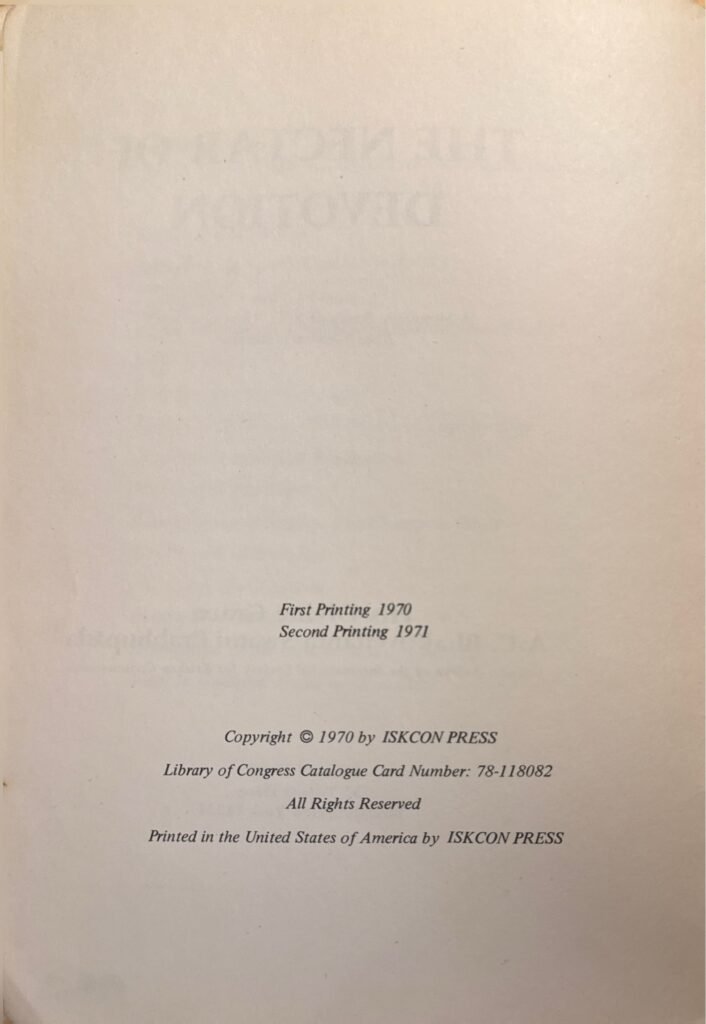 First Printing 1970
Second Printing 1971
Copyright © 1970 by ISKCON PRESS
Library of Congress Catalogue Card Number: 78-118082
All Rights Reserved
Printed in the United States of America by ISKCON PRESS